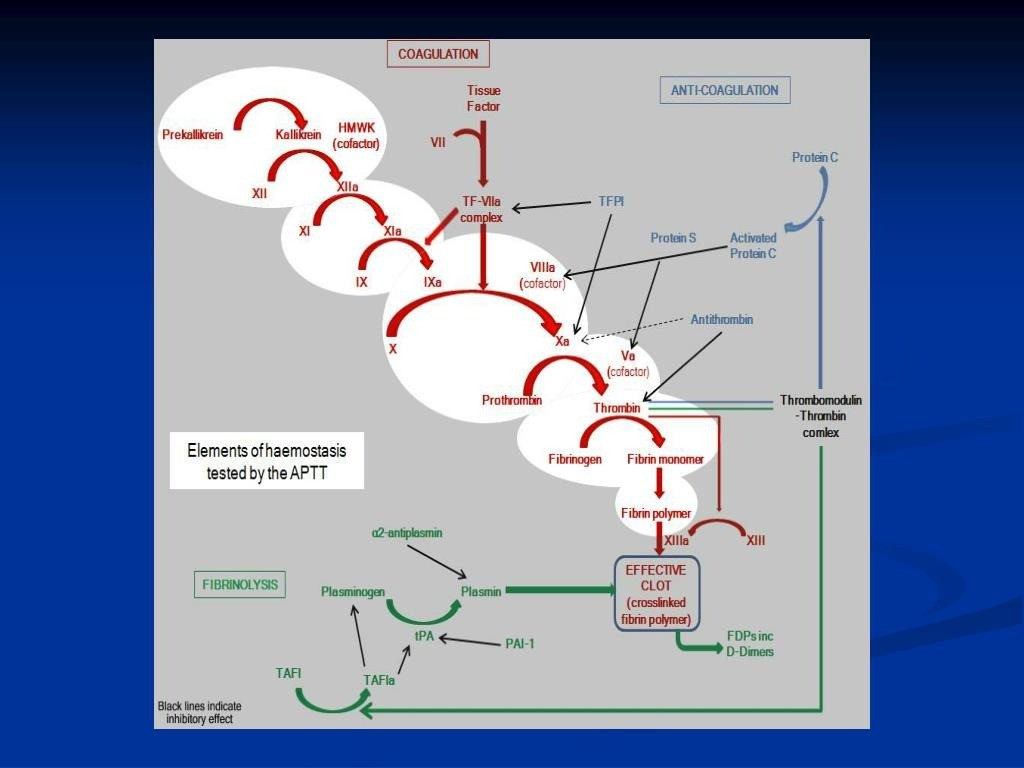 COAGULATION
ANTI-COAGULATION
Tissue
Factor
Prekallikrein
Kallikrein
HMWK
(cofactor)
VII
Protein C
XII
XIIa
TF-VIIa
complex
TFPI
XI
XIa
Protein S
Activated
Protein C
IX
IXa
VIIIa
(cofactor)
Antithrombin
X
Xa
Va
(cofactor)
Prothrombin
Thrombin
Thrombomodulin
-Thrombin
comlex
Elements of haemostasis
tested by the APTT
Fibrinogen
Fibrin monomer
Fibrin polymer
XIIIa
XIII
α2-antiplasmin
FIBRINOLYSIS
Plasminogen
Plasmin
EFFECTIVE
CLOT
(crosslinked
fibrin polymer)
tPA
PAI-1
FDPs inc
D-Dimers
TAFI
TAFIa
Black lines indicate
inhibitory effect